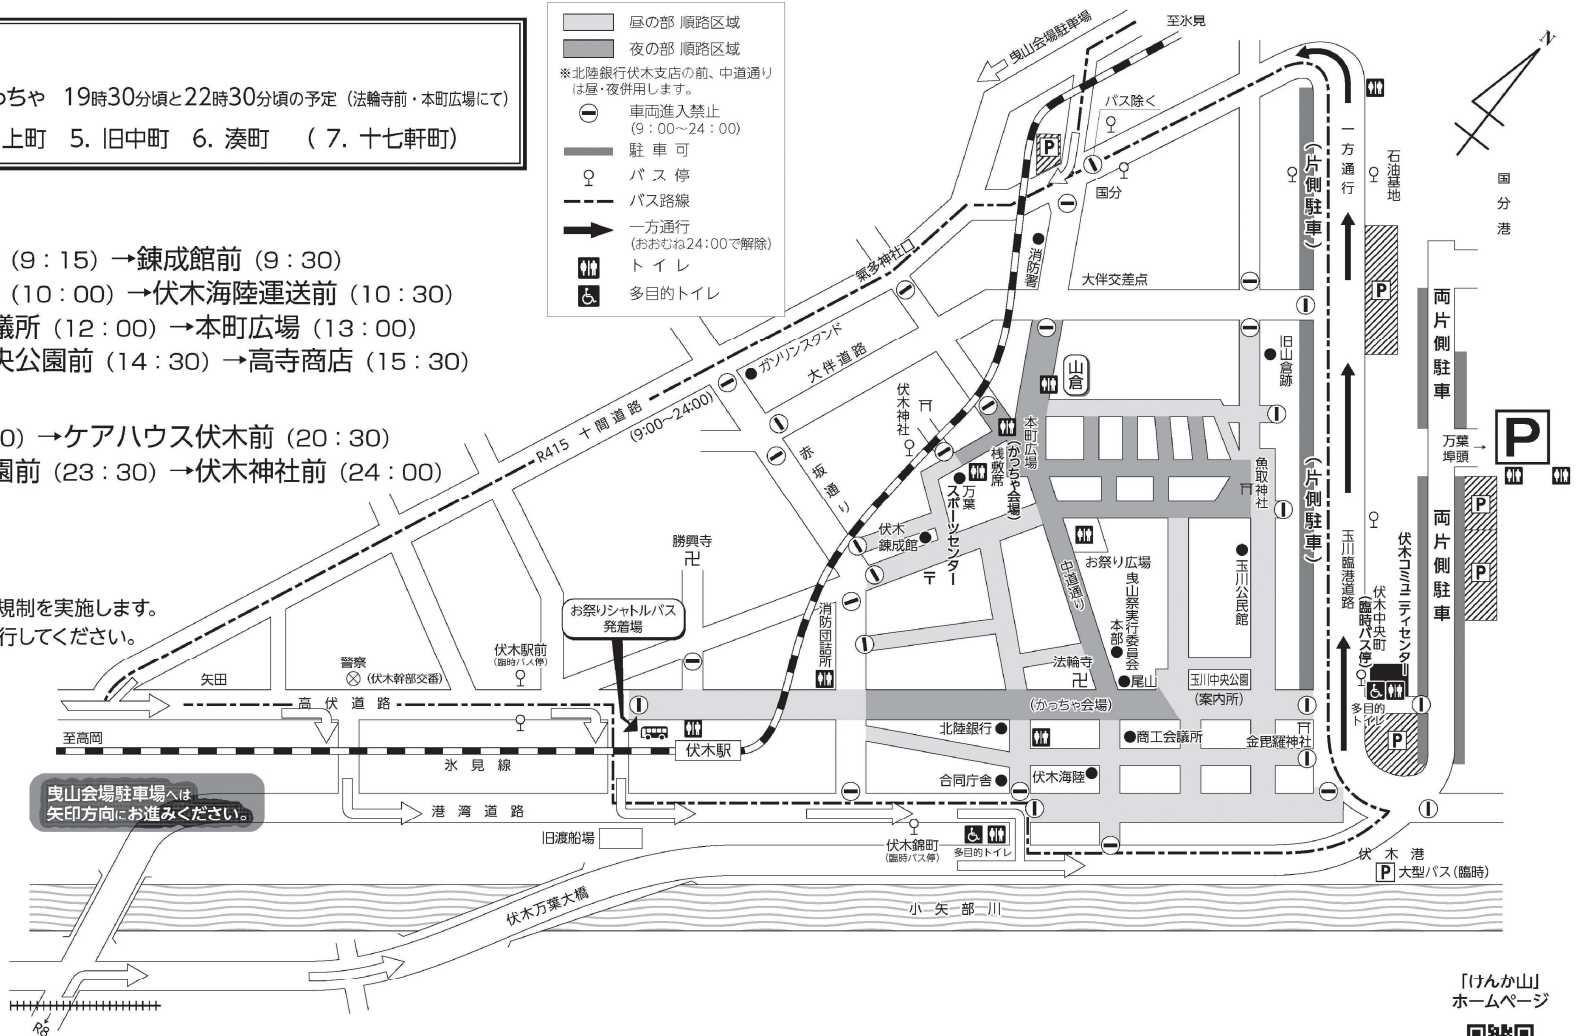 っちゃ 19時30分頃と22時30分頃の予定（法輪寺前・本町広場にて）
上町 5. 旧中町 6. 湊町 （ 7. 十七軒町）
（9：15）→錬成館前（9：30）
（10：00）→伏木海陸運送前（10：30）
議所（12：00）→本町広場（13：00）
央公園前（14：30）→高寺商店（15：30）
0）→ケアハウス伏木前（20：30）
園前（23：30）→伏木神社前（24：00）
規制を実施します。
行してください。
昼の部 順路区域
夜の部 順路区域
※北陸銀行伏木支店の前、中道通り
は昼・夜併用します。
車両進入禁止
（9：00～24：00）
駐車可
バス停
バス路線
一方通行
（おおむね24:00で解除）
トイレ
多目的トイレ
曳山会場駐車場
至氷見
バス除く
P
国分
消防署
大伴交差点
氣多神社
ガソリンスタンド
大伴道路
R415 十間道路
（9:00～24:00）
赤坂通り
伏木神社
山倉
本町広場
（かっちゃ会場）
桟敷席
万葉
スポーツセンター
伏木
錬成館
〒
旧山倉跡
魚取神社
（片側駐車）
（片側駐車）
一方通行
石油基地
国分港
N
P
両片側駐車
両片側駐車
万葉
埠頭
P
P
P
玉川臨港道路
伏木中央町
（臨時バス停）
伏木コミュニティセンター
多目的
トイレ
P
お祭り広場
中道通り
曳山祭実行委員会
本部
玉川公民館
法輪寺
卍
尾山
玉川中央公園
（案内所）
（かっちゃ会場）
北陸銀行
商工会議所
金毘羅神社
合同庁舎
伏木海陸
勝興寺
卍
お祭りシャトルバス
発着場
消防団詰所
伏木駅前
（臨時バス停）
警察
（伏木幹部交番）
矢田
高伏道路
至高岡
氷見線
伏木駅
曳山会場駐車場へは
矢印方向にお進みください。
港湾道路
旧渡船場
伏木錦町
（臨時バス停）
多目的トイレ
伏木港
P 大型バス（臨時）
伏木万葉大橋
小矢部川
R8
「けんか山」
ホームページ